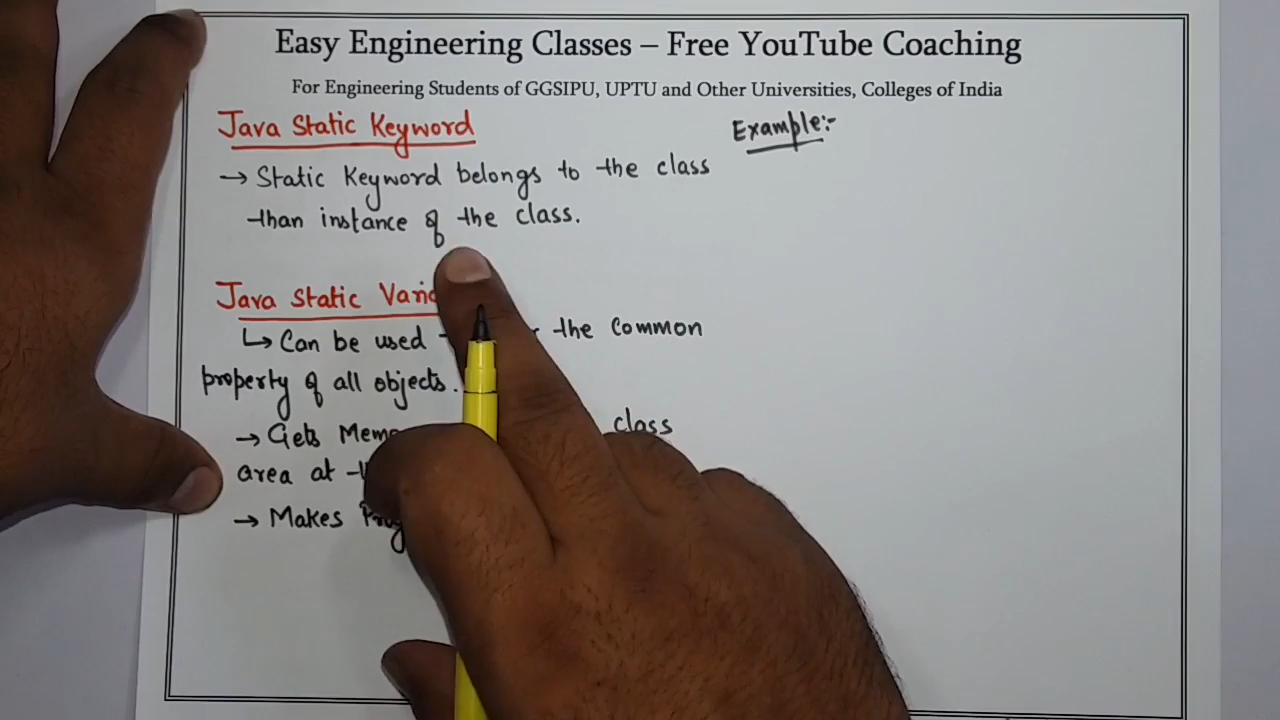 Easy Engineering Classes – Free YouTube Coaching
For Engineering Students of GGSIPU, UPTU and Other Universities, Colleges of India
Java Static Keyword
→ Static Keyword belongs to the class
than instance of the class.
Java Static
↳ Can be used the Common
property of all objects.
→ Gets class
area at
→ Makes
Example:-